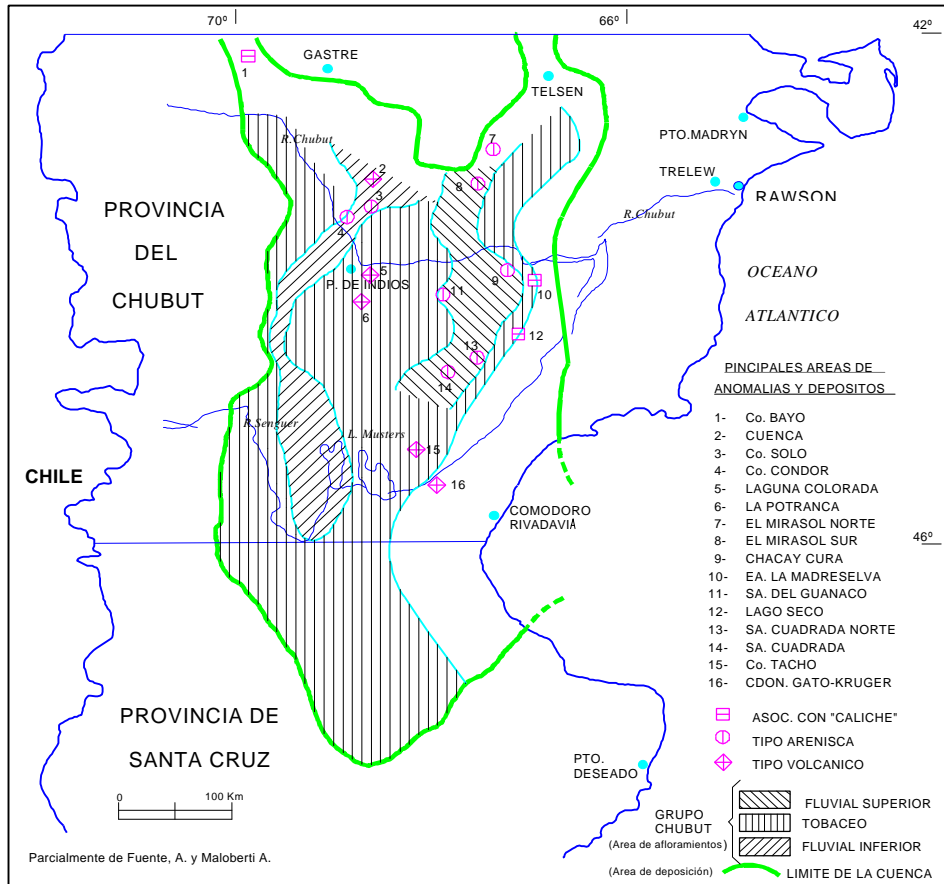 70º
66º
42º
GASTRE
TELSEN
1
PTO.MADRYN
R.Chubut
7
2
8
TRELEW
RAWSON
3
PROVINCIA
DEL
CHUBUT
4
R.Chubut
5
P. DE INDIOS
9
10
11
6
OCEANO
ATLANTICO
12
13
14
PINCIPALES AREAS DE
ANOMALIAS Y DEPOSITOS
1- Co. BAYO
2- CUENCA
3- Co. SOLO
4- Co. CONDOR
5- LAGUNA COLORADA
6- LA POTRANCA
7- EL MIRASOL NORTE
8- EL MIRASOL SUR
9- CHACAY CURA
10- EA. LA MADRESELVA
11- SA. DEL GUANACO
12- LAGO SECO
13- SA. CUADRADA NORTE
14- SA. CUADRADA
15- Co. TACHO
16- CDON. GATO-KRUGER
R.Senguer
L. Musters
15
CHILE
16
COMODORO
RIVADAVIA
46º
PROVINCIA DE
SANTA CRUZ
ASOC. CON "CALICHE"
TIPO ARENISCA
TIPO VOLCANICO
PTO.
DESEADO
0 100 Km
GRUPO
CHUBUT
(Area de afloramientos)
FLUVIAL SUPERIOR
TOBACEO
FLUVIAL INFERIOR
(Area de deposición)
LIMITE DE LA CUENCA
Parcialmente de Fuente, A. y Maloberti A.